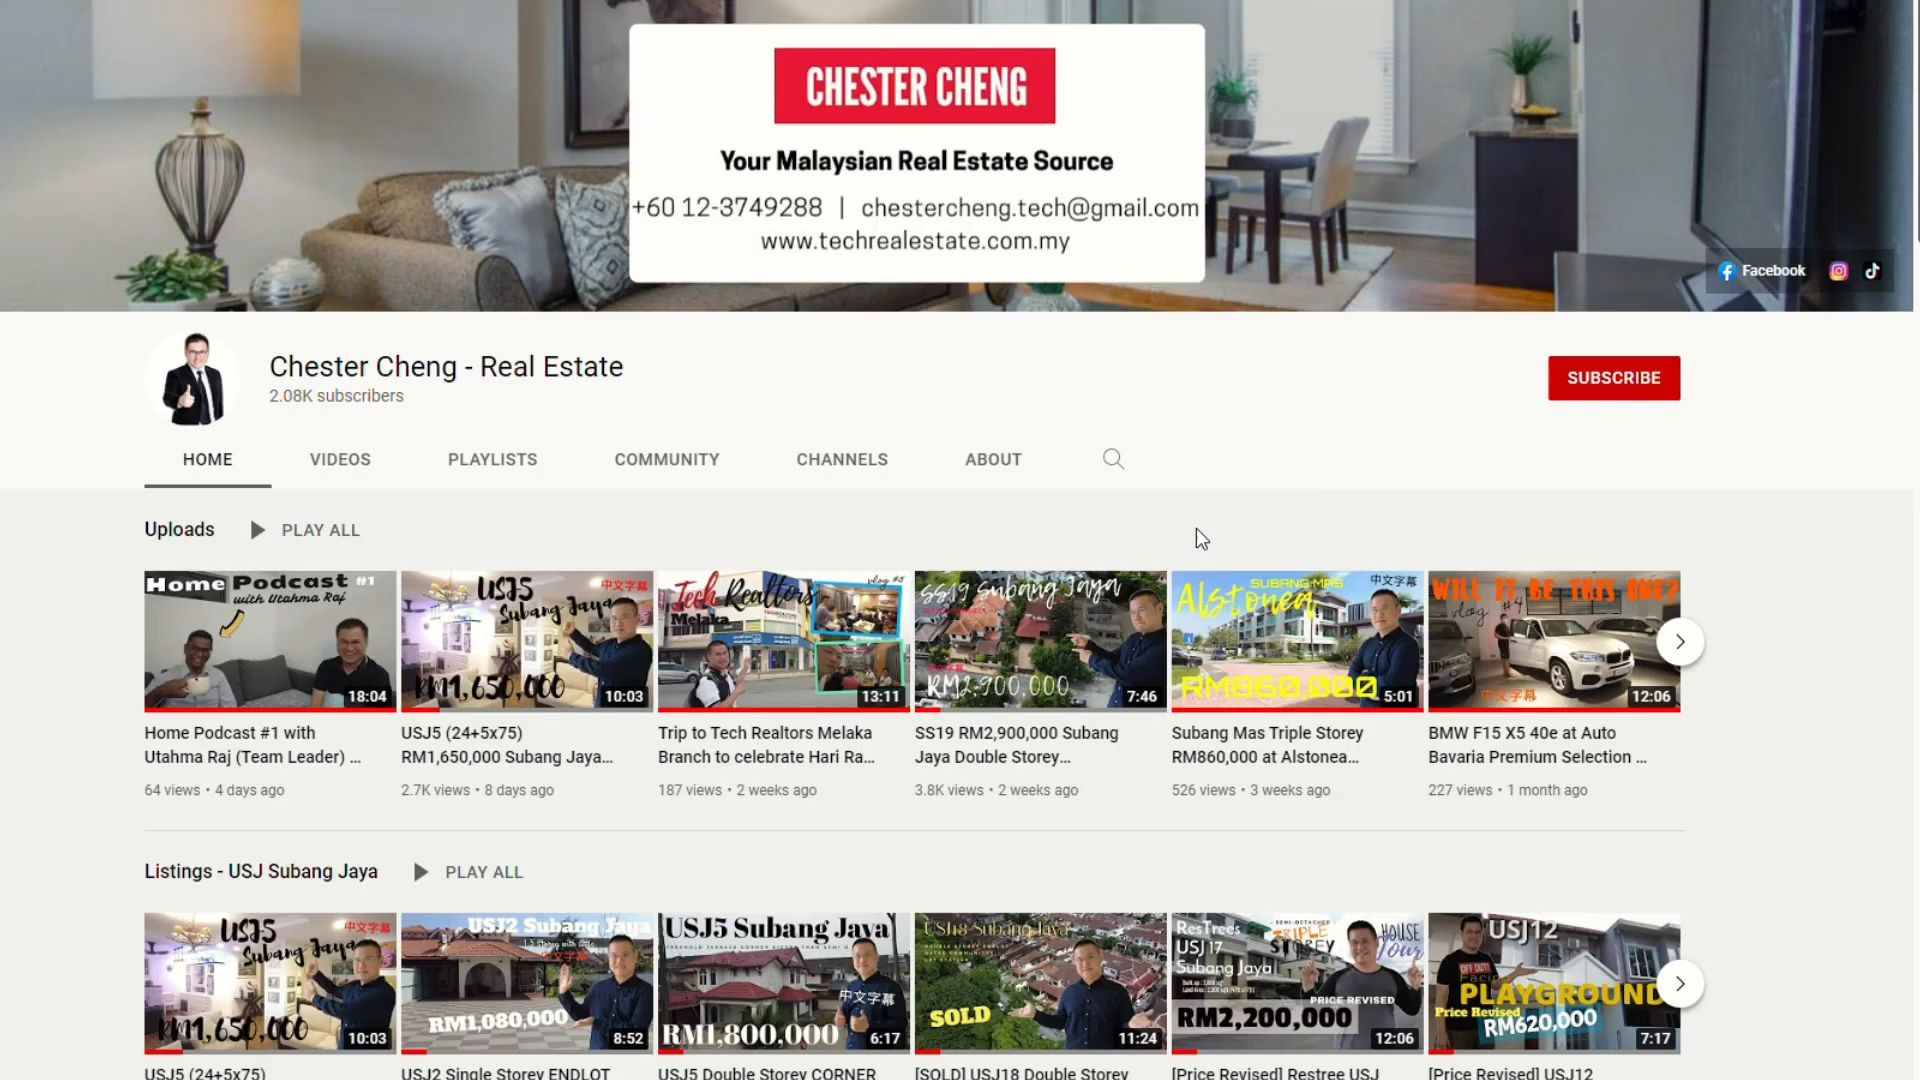 CHESTER CHENG
Your Malaysian Real Estate Source
+60 12-3749288 | chestercheng.tech@gmail.com
www.techrealestate.com.my
Facebook
Chester Cheng - Real Estate
2.08K subscribers
SUBSCRIBE
HOME VIDEOS PLAYLISTS COMMUNITY CHANNELS ABOUT
Uploads PLAY ALL
Home Podcast #1
with Utahma Raj
18:04
USJ5
中文字幕
Subang Jaya
RM1,650,000
10:03
vlog #5
Tech Realtors
Melaka
13:11
SS19 Subang Jaya
RM2,900,000
7:46
SUBANG MAS
中文字幕
Alstonea
RM860,000
5:01
WILL IT BE THIS ONE?
vlog #4
中文字幕
12:06
Home Podcast #1 with
Utahma Raj (Team Leader) ...
64 views • 4 days ago
USJ5 (24+5x75)
RM1,650,000 Subang Jaya...
2.7K views • 8 days ago
Trip to Tech Realtors Melaka
Branch to celebrate Hari Ra...
187 views • 2 weeks ago
SS19 RM2,900,000 Subang
Jaya Double Storey...
3.8K views • 2 weeks ago
Subang Mas Triple Storey
RM860,000 at Alstonea...
526 views • 3 weeks ago
BMW F15 X5 40e at Auto
Bavaria Premium Selection ...
227 views • 1 month ago
Listings - USJ Subang Jaya PLAY ALL
USJ5
中文字幕
Subang Jaya
RM1,650,000
10:03
USJ2 Subang Jaya
RM1,080,000
8:52
USJ5 Subang Jaya
中文字幕
RM1,800,000
6:17
USJ18 Subang Jaya
SOLD
11:24
ResTrees
USJ 17
Subang Jaya
SEMI-DETACHED
TRIPLE
STOREY
HOUSE
Tour
PRICE REVISED
RM2,200,000
12:06
USJ12
Facing
PLAYGROUND
Price Revised
RM620,000
7:17
USJ5 (24+5x75)
USJ2 Single Storey ENDLOT
USJ5 Double Storey CORNER
[SOLD] USJ18 Double Storey
[Price Revised] Restree USJ
[Price Revised] USJ12